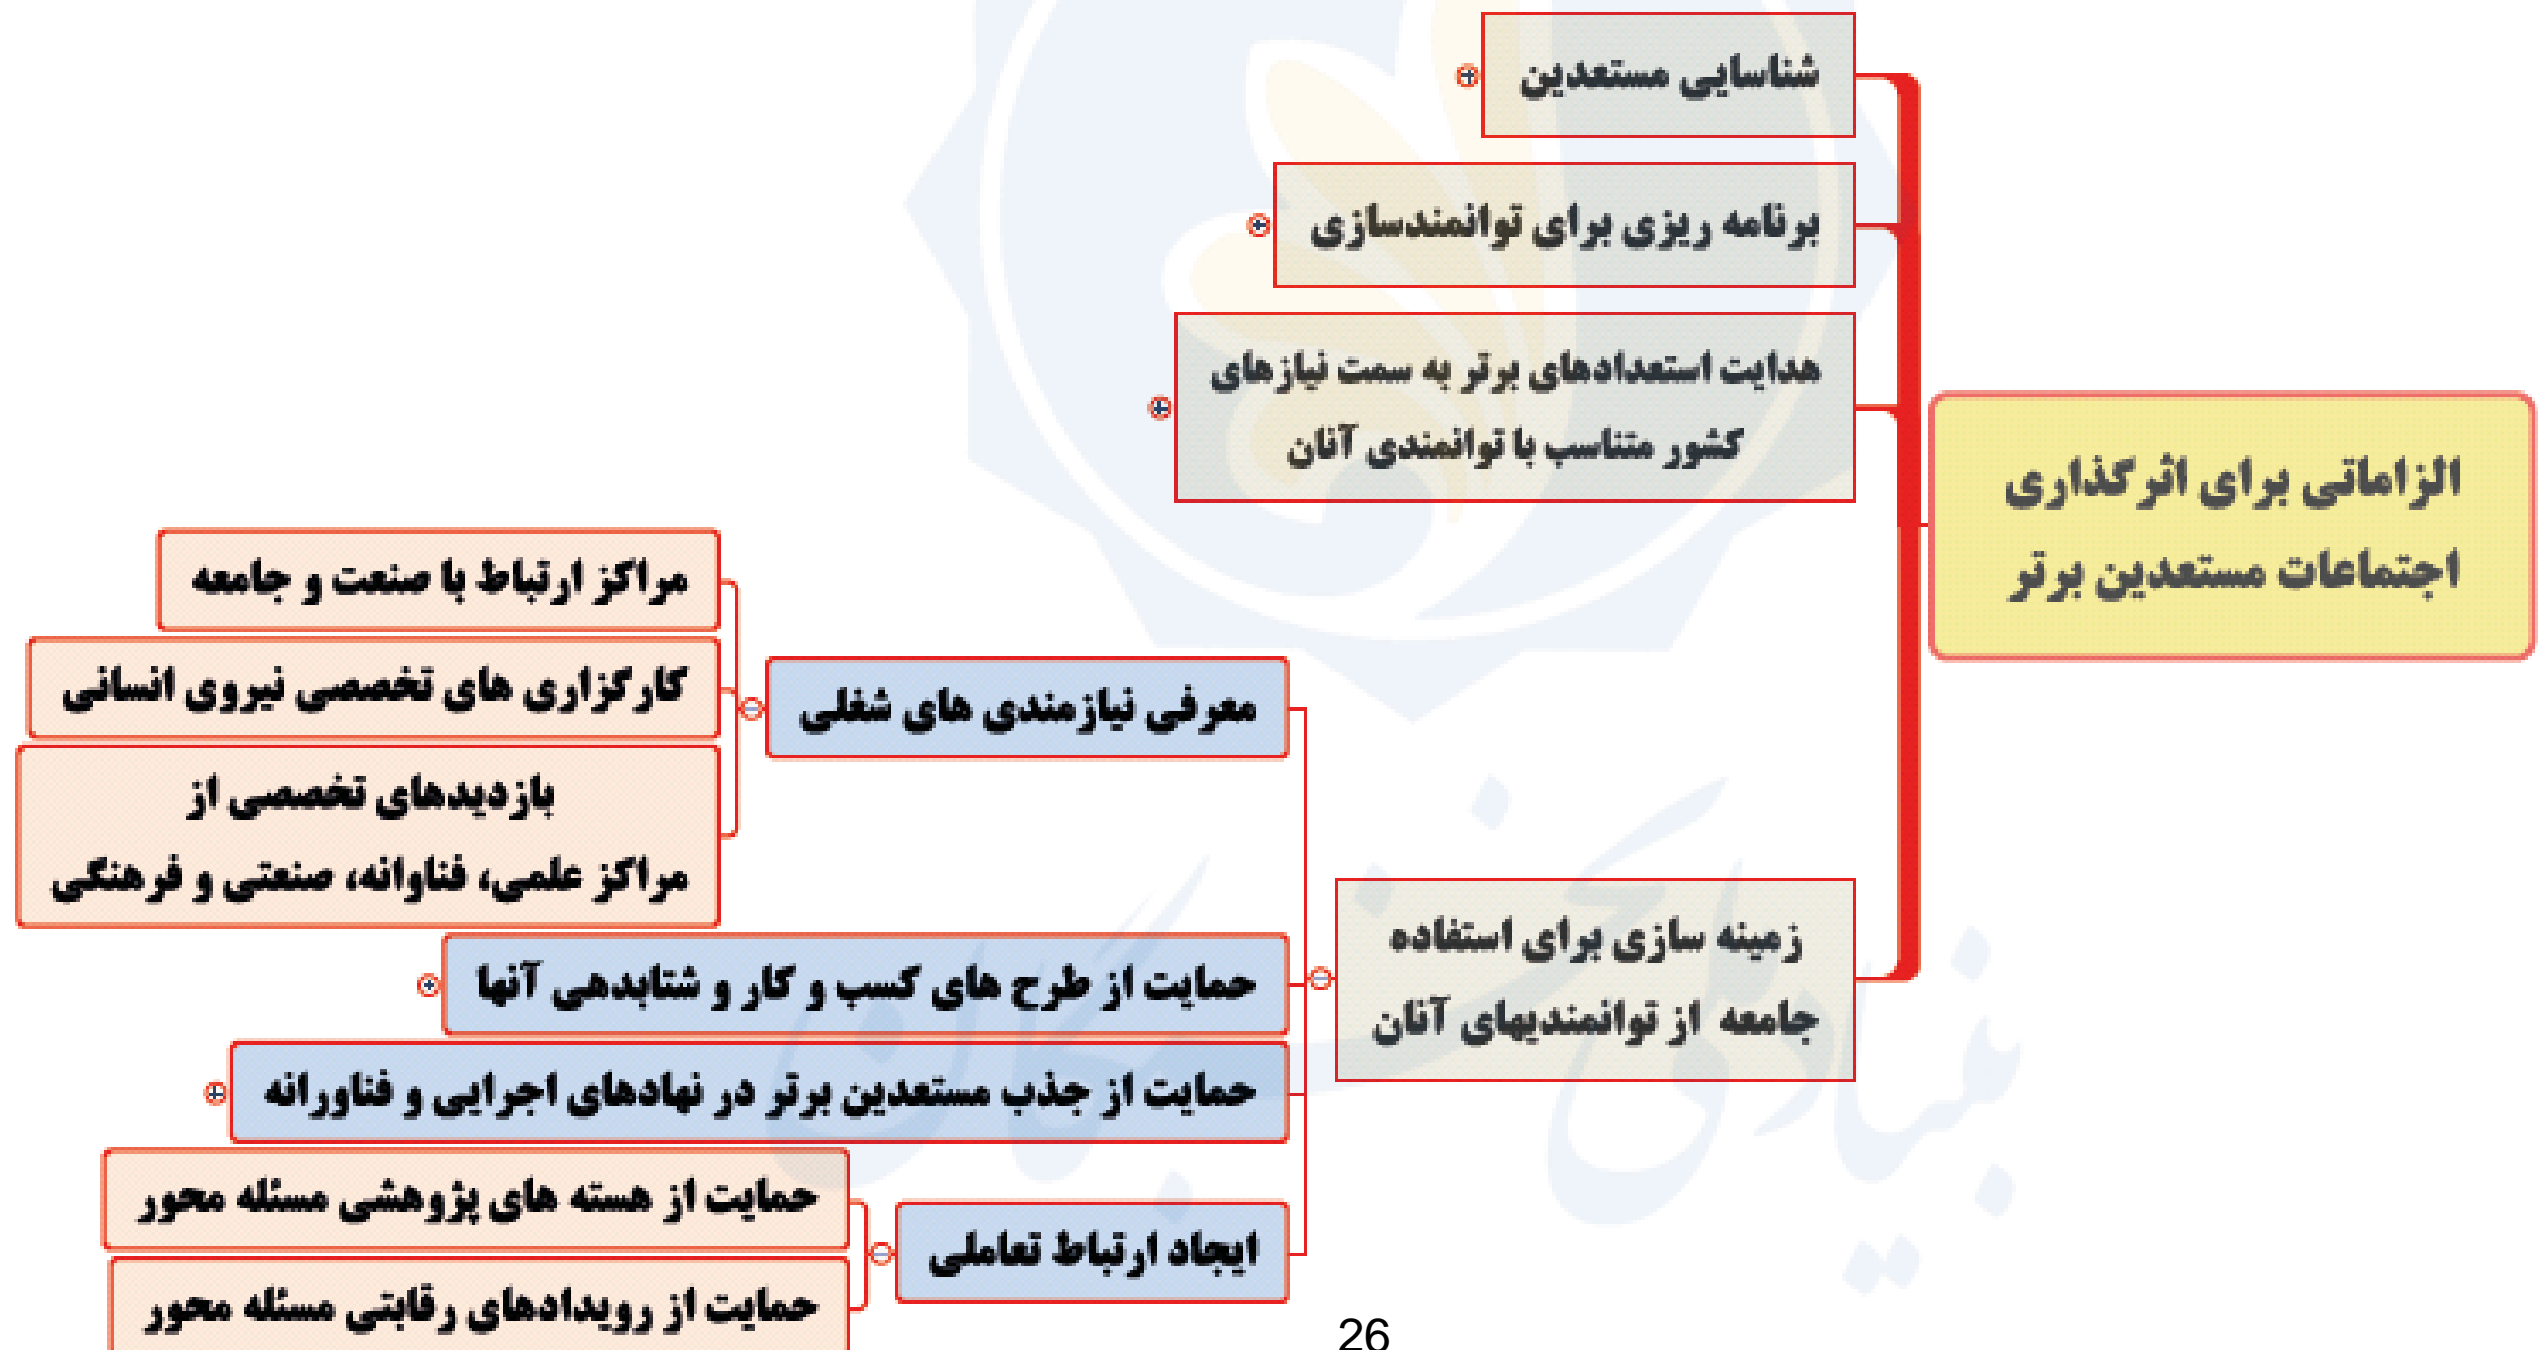 الزاماتی برای اثرگذاری
اجتماعات مستعدین برتر
شناسایی مستعدین
برنامه ریزی برای توانمندسازی
هدایت استعدادهای برتر به سمت نیازهای
کشور متناسب با توانمندی آنان
زمینه سازی برای استفاده
جامعه از توانمندیهای آنان
معرفی نیازمندی های شغلی
مراکز ارتباط با صنعت و جامعه
کارگزاری های تخصصی نیروی انسانی
بازدیدهای تخصصی از
مراکز علمی، فناوانه، صنعتی و فرهنگی
حمایت از طرح های کسب و کار و شتابدهی آنها
حمایت از جذب مستعدین برتر در نهادهای اجرایی و فناورانه
ایجاد ارتباط تعاملی
حمایت از هسته های پژوهشی مسئله محور
حمایت از رویدادهای رقابتی مسئله محور
بنیاد ملی نخبگان
26